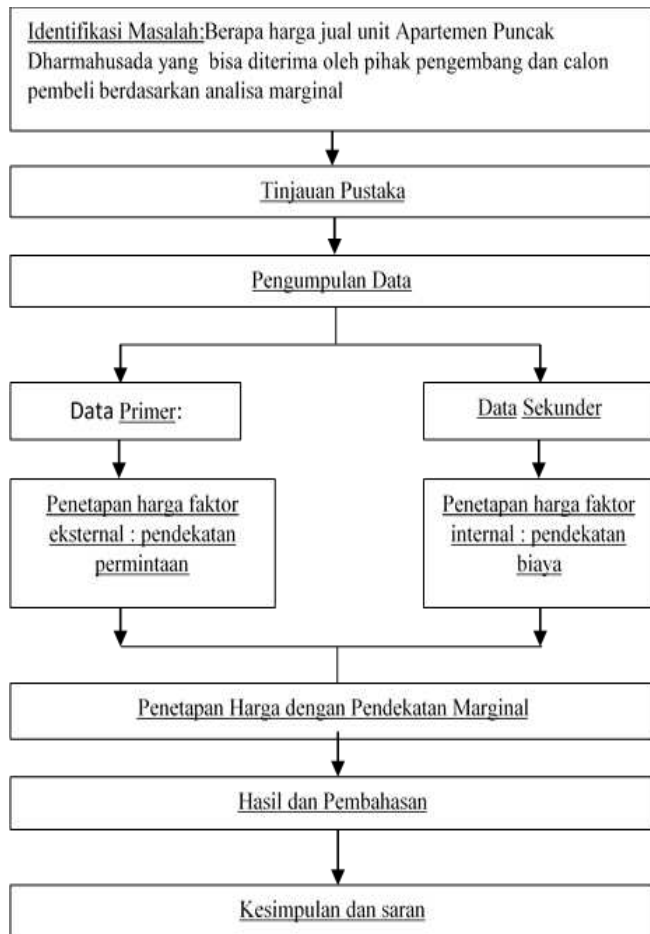 Identifikasi Masalah:Berapa harga jual unit Apartemen Puncak
Dharmahusada yang bisa diterima oleh pihak pengembang dan calon
pembeli berdasarkan analisa marginal
Tinjauan Pustaka
Pengumpulan Data
Data Primer:
Data Sekunder
Penetapan harga faktor
eksternal : pendekatan
permintaan
Penetapan harga faktor
internal : pendekatan
biaya
Penetapan Harga dengan Pendekatan Marginal
Hasil dan Pembahasan
Kesimpulan dan saran